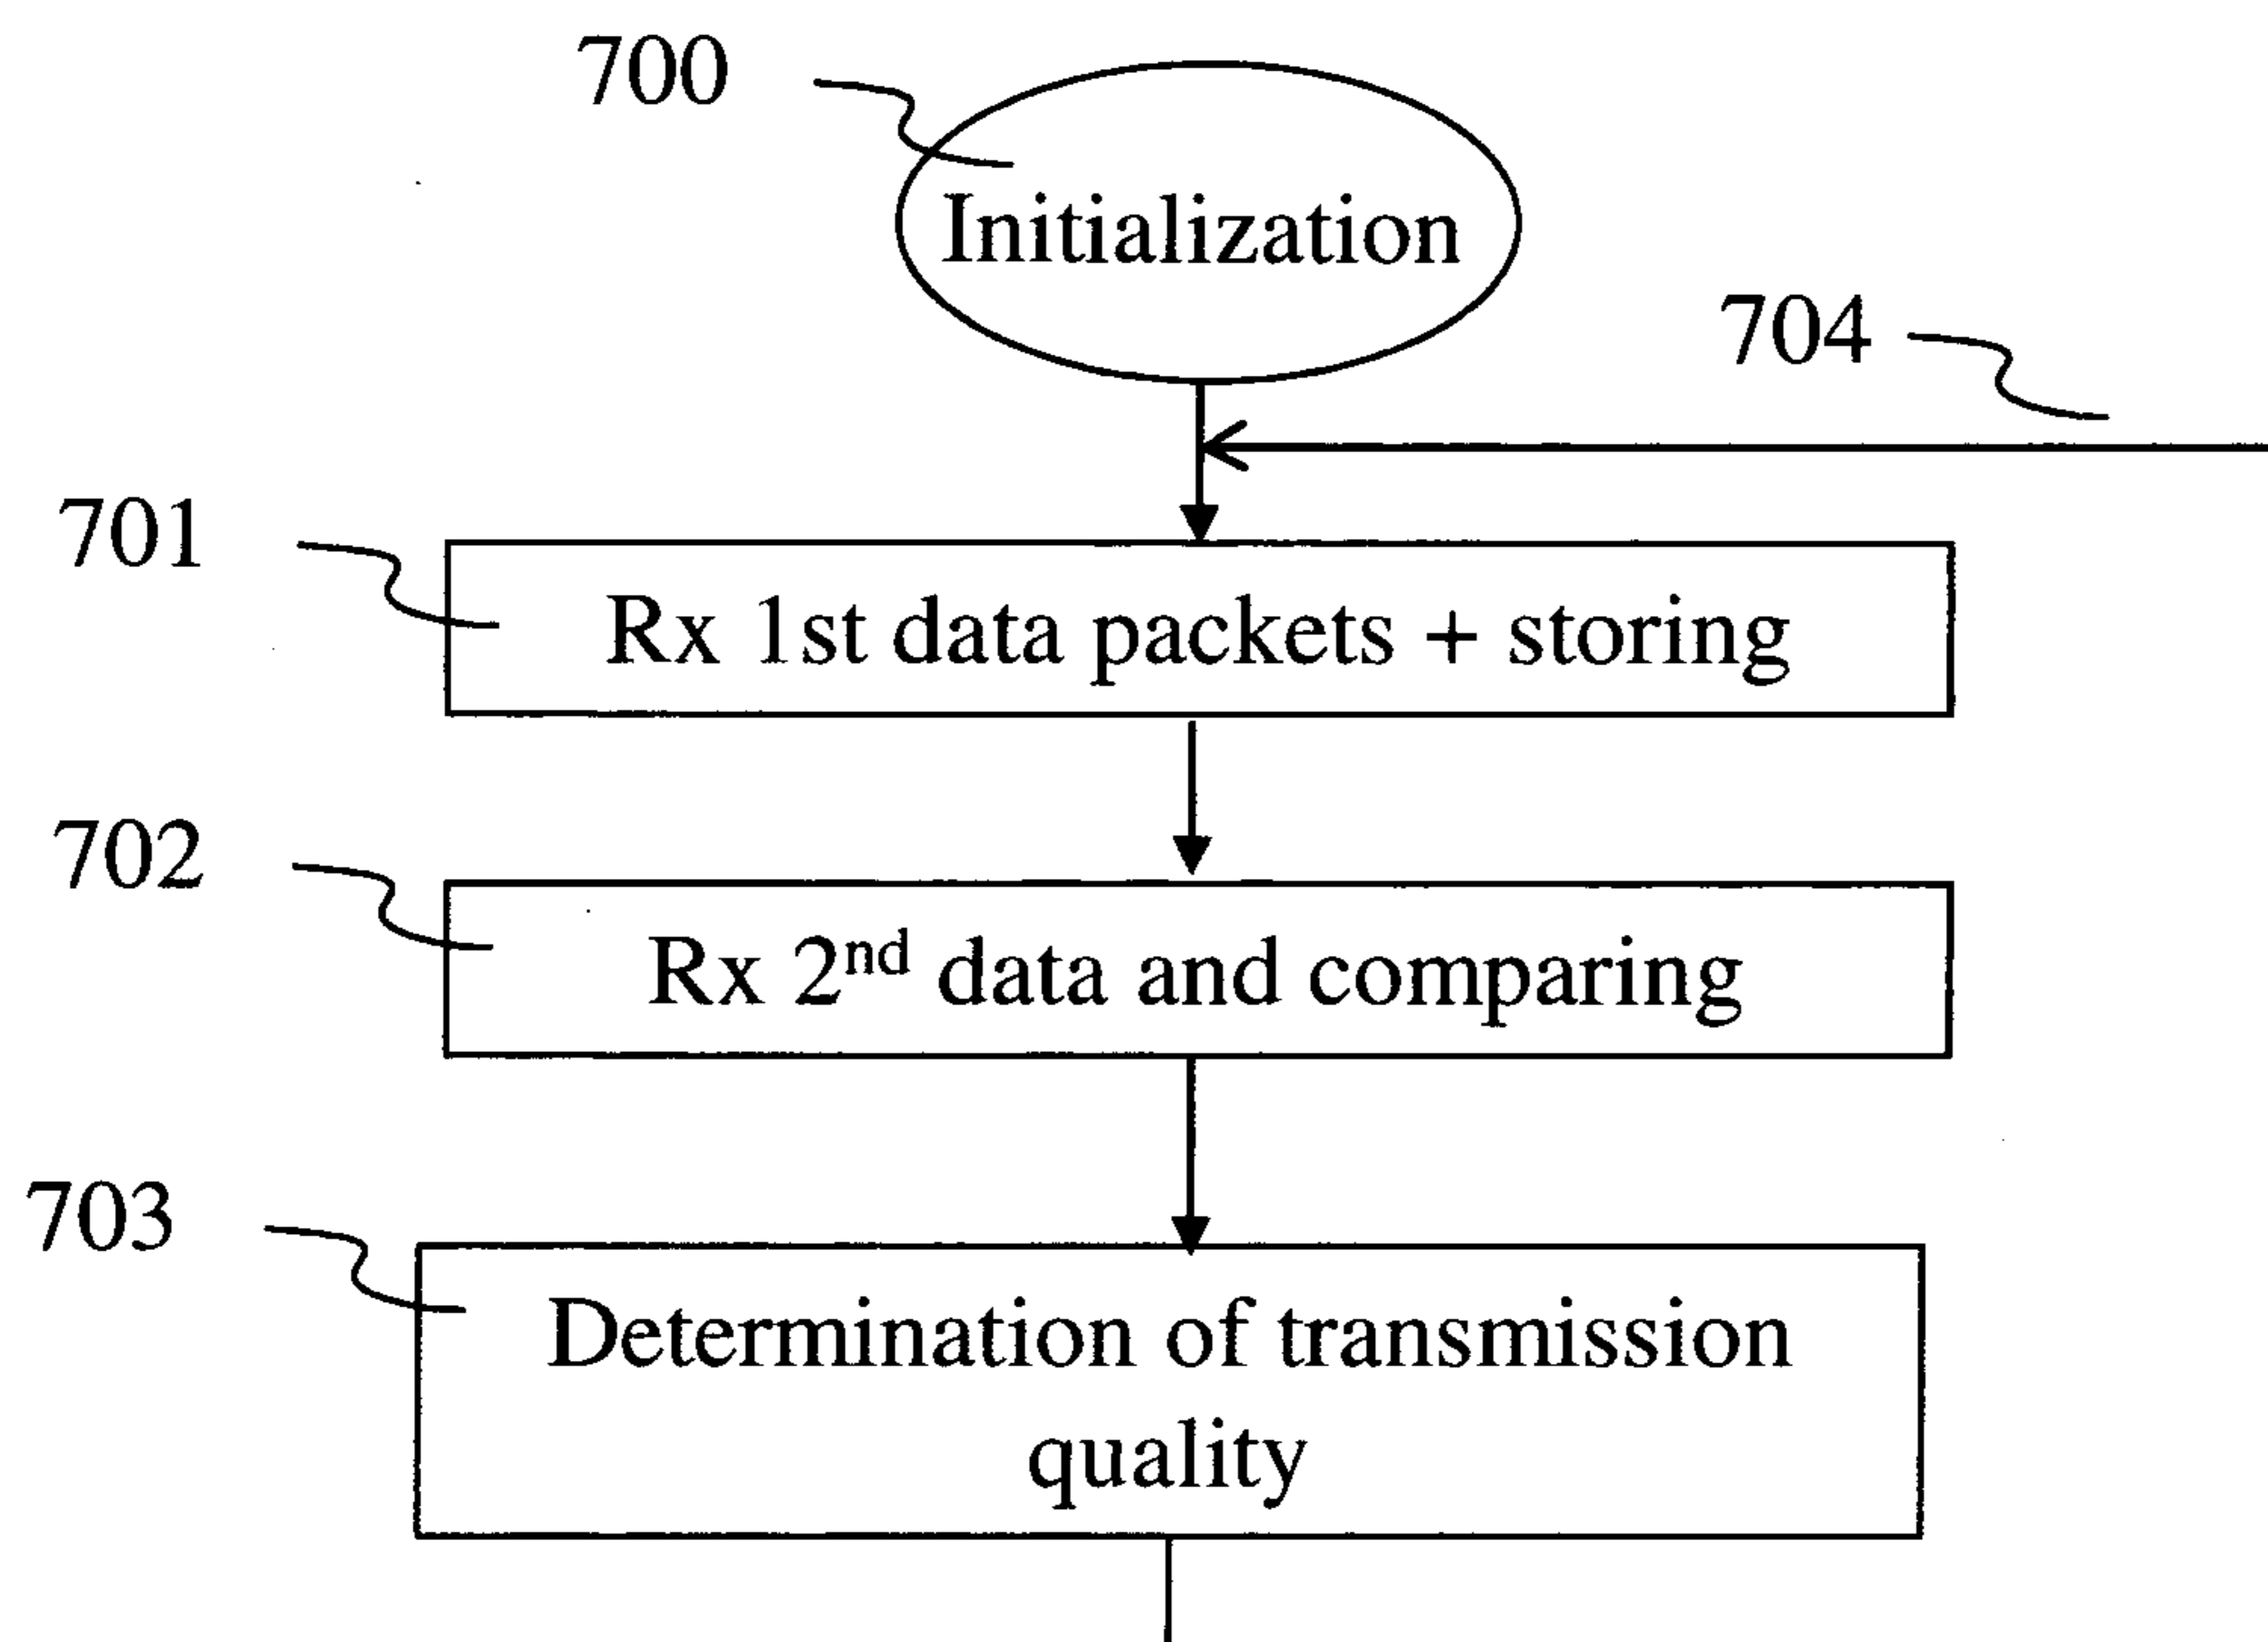 700
Initialization
704
701
Rx 1st data packets + storing
702
Rx 2nd data and comparing
703
Determination of transmission
quality